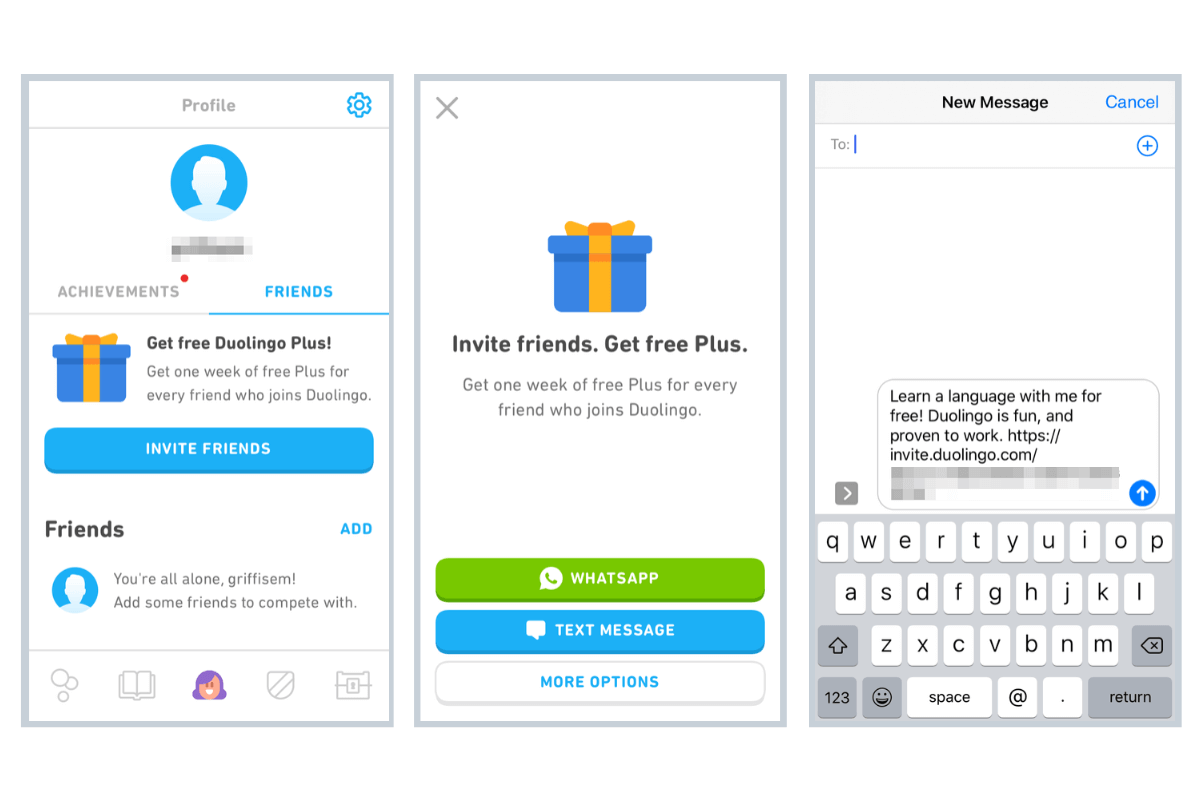 Profile
ACHIEVEMENTS
FRIENDS
Get free Duolingo Plus!
Get one week of free Plus for
every friend who joins Duolingo.
INVITE FRIENDS
Friends
ADD
You're all alone, griffisem!
Add some friends to compete with.
Invite friends. Get free Plus.
Get one week of free Plus for every
friend who joins Duolingo.
WHATSAPP
TEXT MESSAGE
MORE OPTIONS
New Message
Cancel
To:
Learn a language with me for
free! Duolingo is fun, and
proven to work. https://
invite.duolingo.com/
q w e r t y u i o p
a s d f g h j k l
z x c v b n m
123 space @ . return